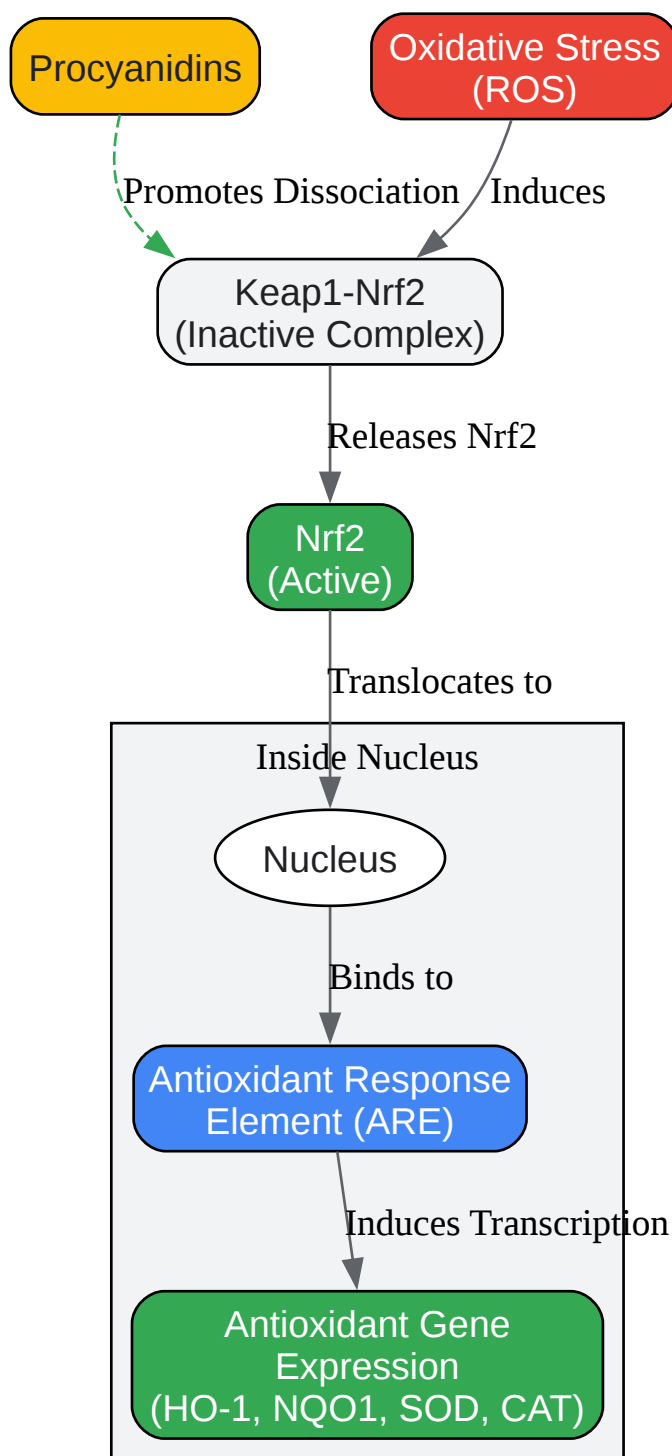 Procyanidins
Oxidative Stress
(ROS)
Promotes Dissociation
Induces
Keap1-Nrf2
(Inactive Complex)
Releases Nrf2
Nrf2
(Active)
Translocates to
Inside Nucleus
Nucleus
Binds to
Antioxidant Response
Element (ARE)
Induces Transcription
Antioxidant Gene
Expression
(HO-1, NQO1, SOD, CAT)